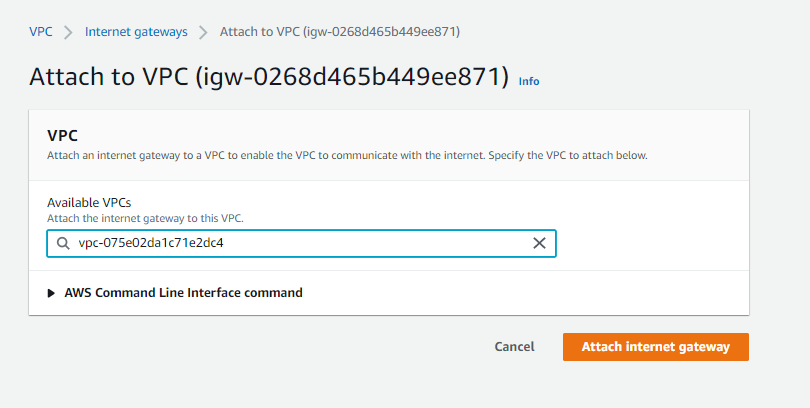 VPC > Internet gateways > Attach to VPC (igw-0268d465b449ee871)
Attach to VPC (igw-0268d465b449ee871) Info
VPC
Attach an internet gateway to a VPC to enable the VPC to communicate with the internet. Specify the VPC to attach below.
Available VPCs
Attach the internet gateway to this VPC.
vpc-075e02da1c71e2dc4
AWS Command Line Interface command
Cancel Attach internet gateway